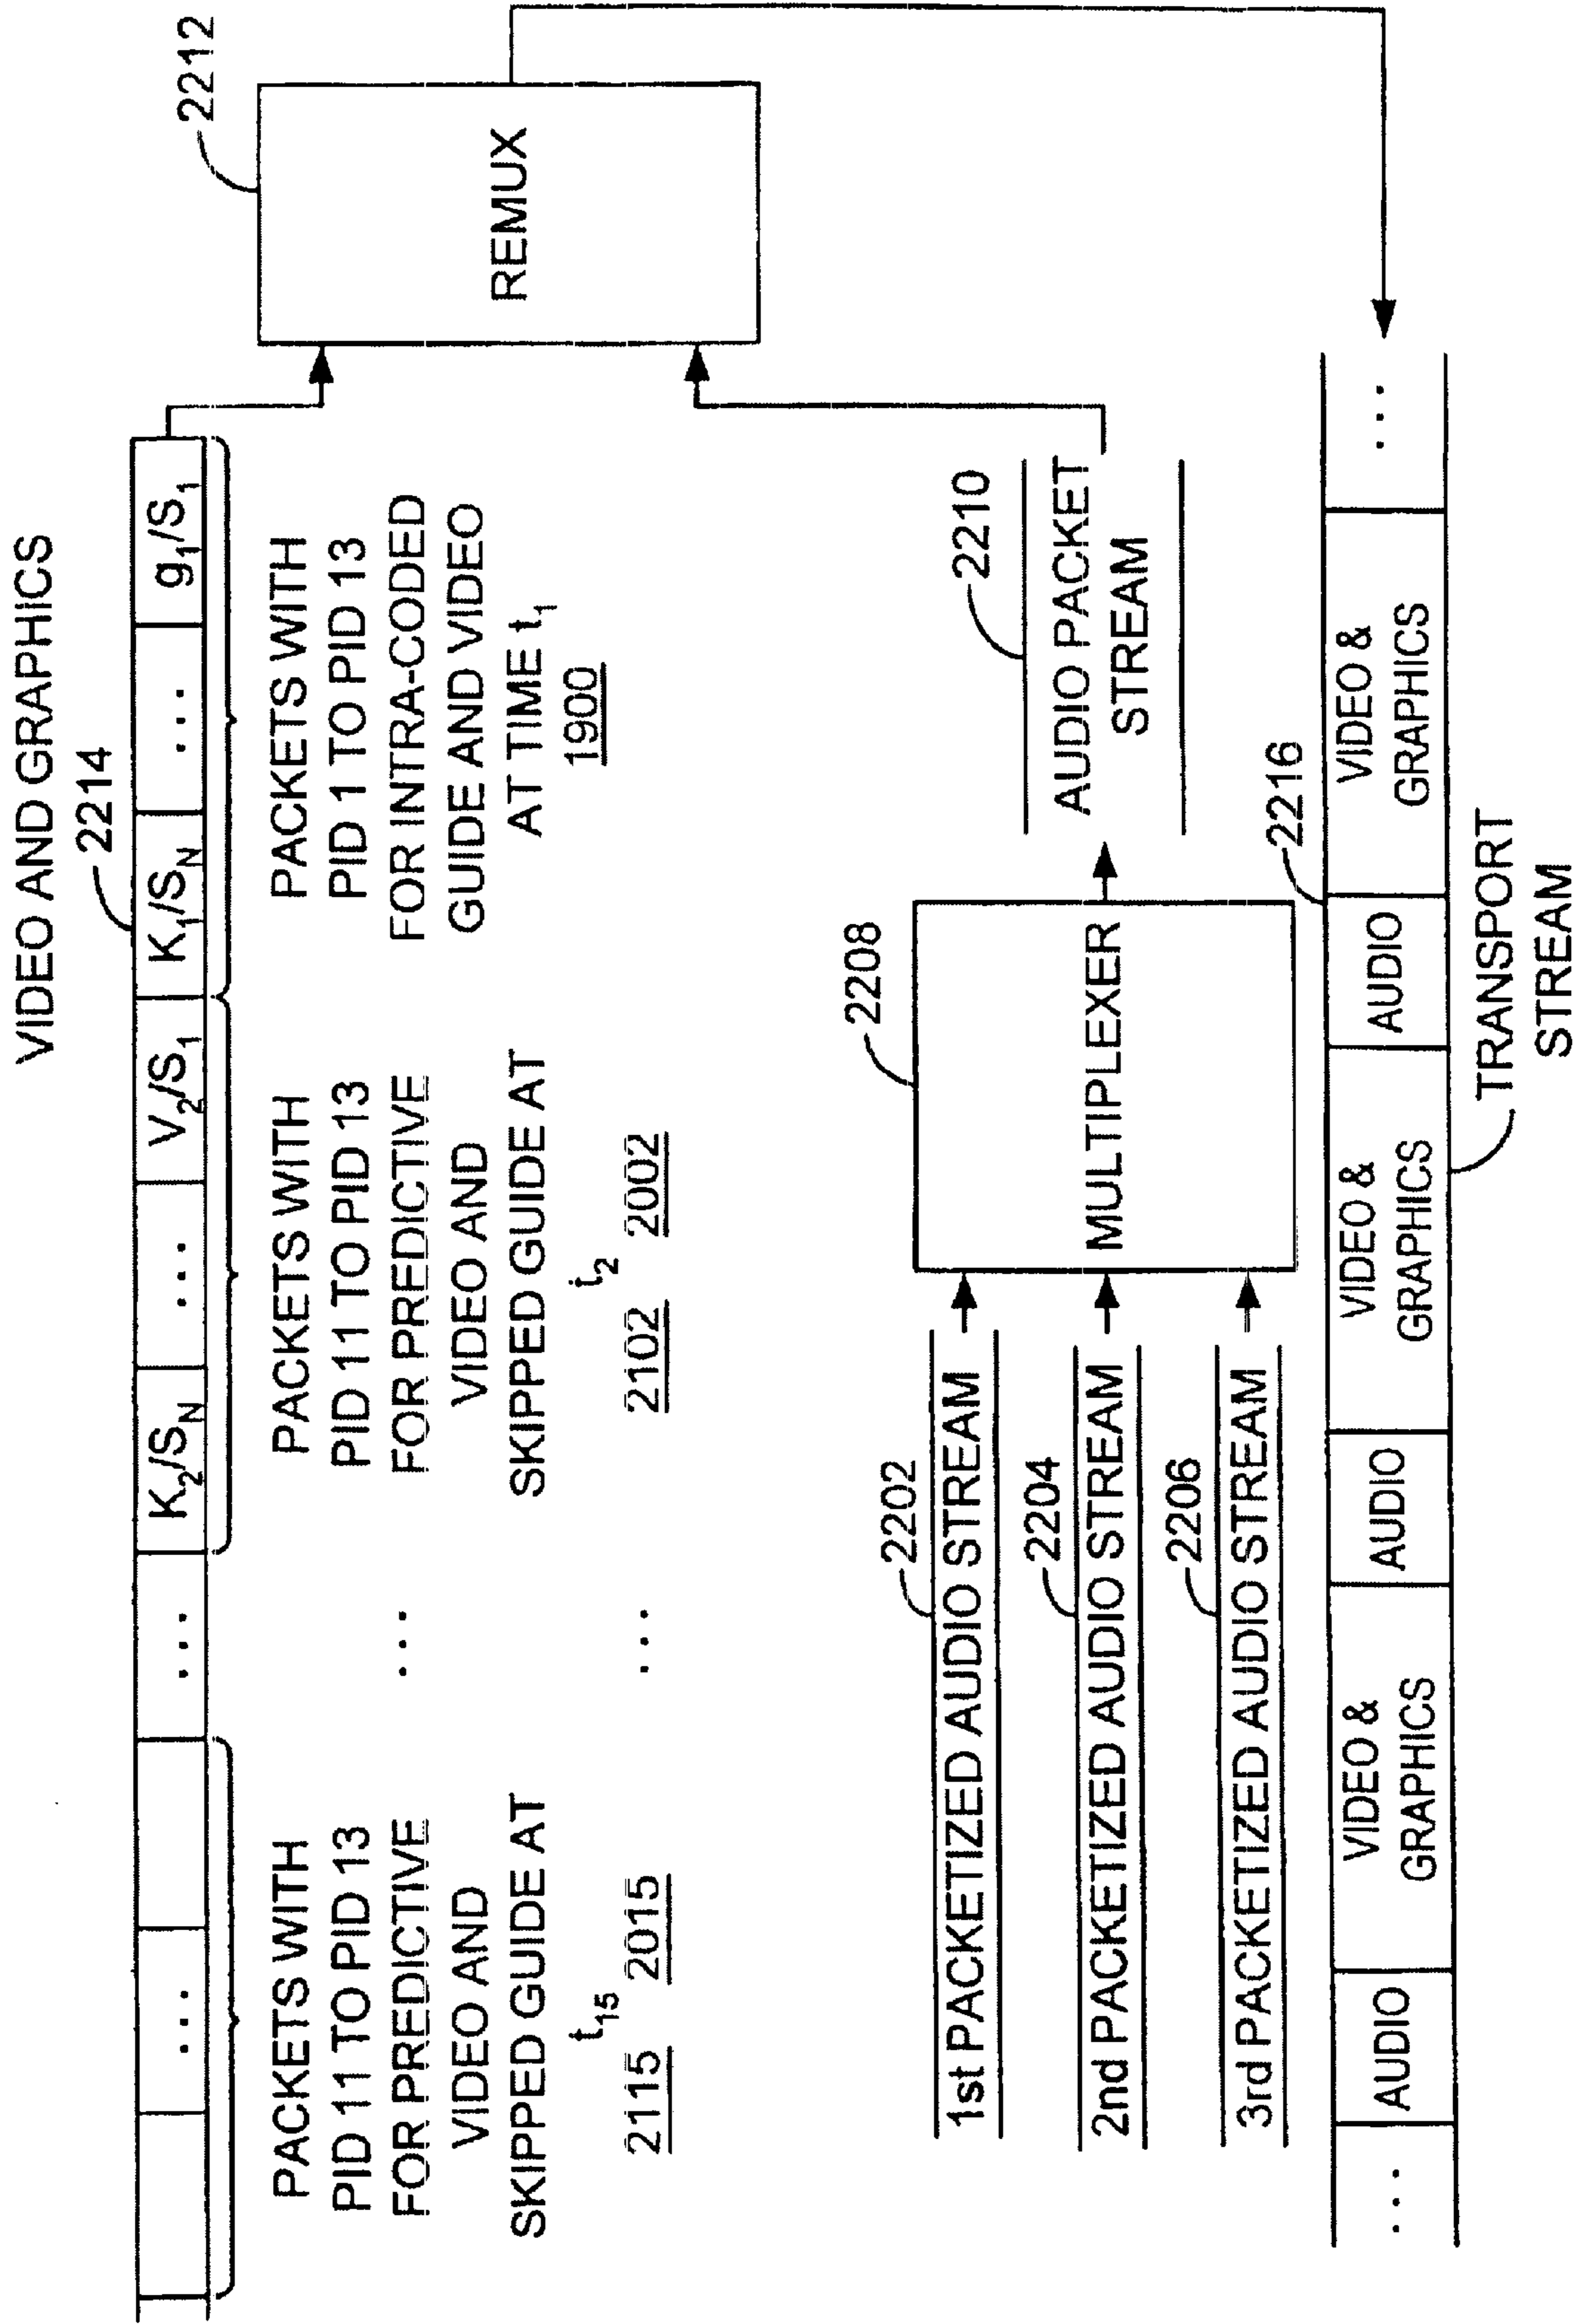 VIDEO AND GRAPHICS
2214
2212
... K₂/S_N ... V₂/S₁ K₁/S_N ... g₁/S₁
...
PACKETS WITH
PID 11 TO PID 13
FOR PREDICTIVE
VIDEO AND
SKIPPED GUIDE AT
t₁₅
2115 2015
...
...
PACKETS WITH
PID 11 TO PID 13
FOR PREDICTIVE
VIDEO AND
SKIPPED GUIDE AT
t₂
2102 2002
PACKETS WITH
PID 1 TO PID 13
FOR INTRA-CODED
GUIDE AND VIDEO
AT TIME t₁
1900
REMUX
2202
1st PACKETIZED AUDIO STREAM
2204
2nd PACKETIZED AUDIO STREAM
2206
3rd PACKETIZED AUDIO STREAM
2208
MULTIPLEXER
2210
AUDIO PACKET
STREAM
2216
...
AUDIO
VIDEO &
GRAPHICS
AUDIO
VIDEO &
GRAPHICS
AUDIO
VIDEO &
GRAPHICS
...
TRANSPORT
STREAM